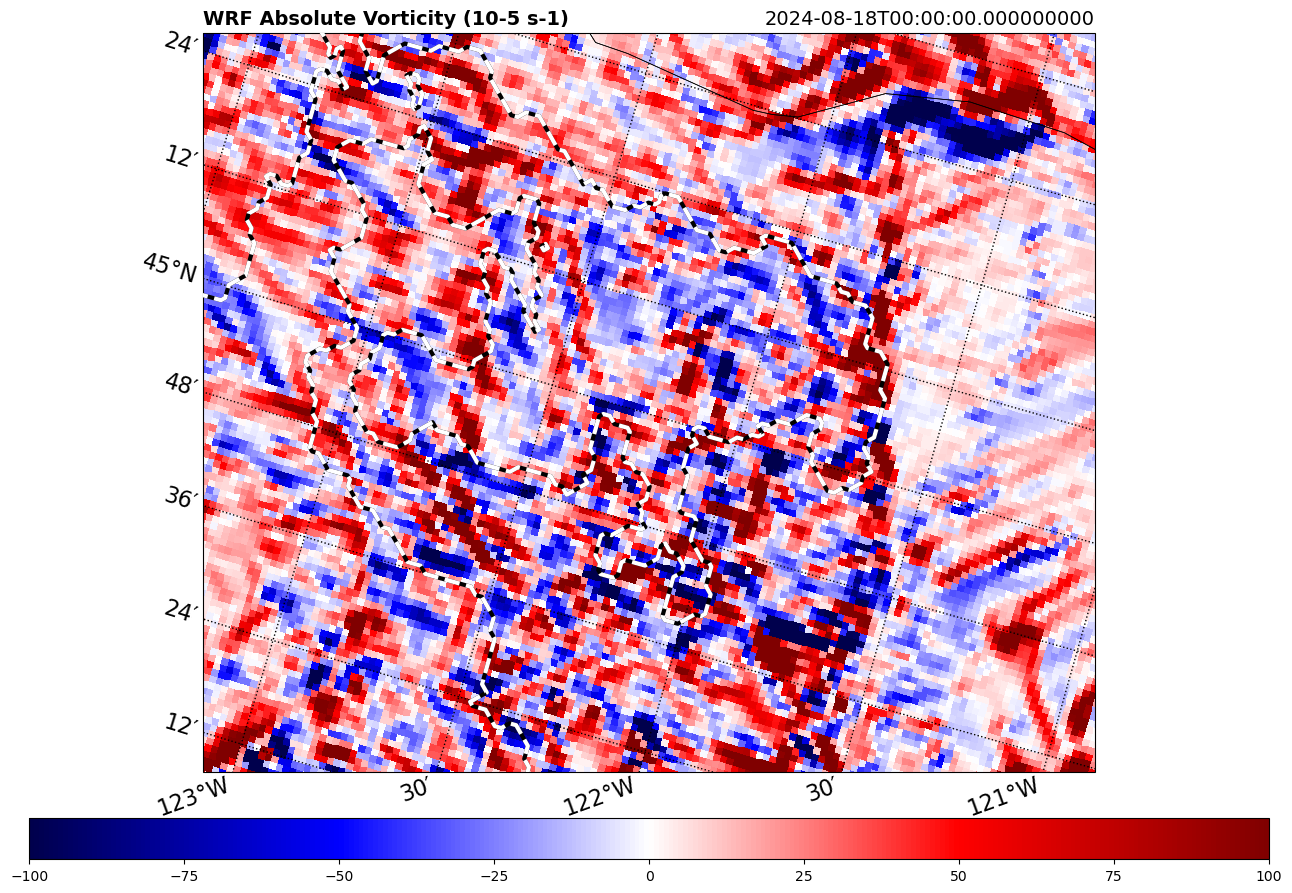 WRF Absolute Vorticity (10-5 s-1)
2024-08-18T00:00:00.000000000
24′
12′
45°N
48′
36′
24′
12′
123°W
30′
122°W
30′
121°W
−100
−75
−50
−25
0
25
50
75
100